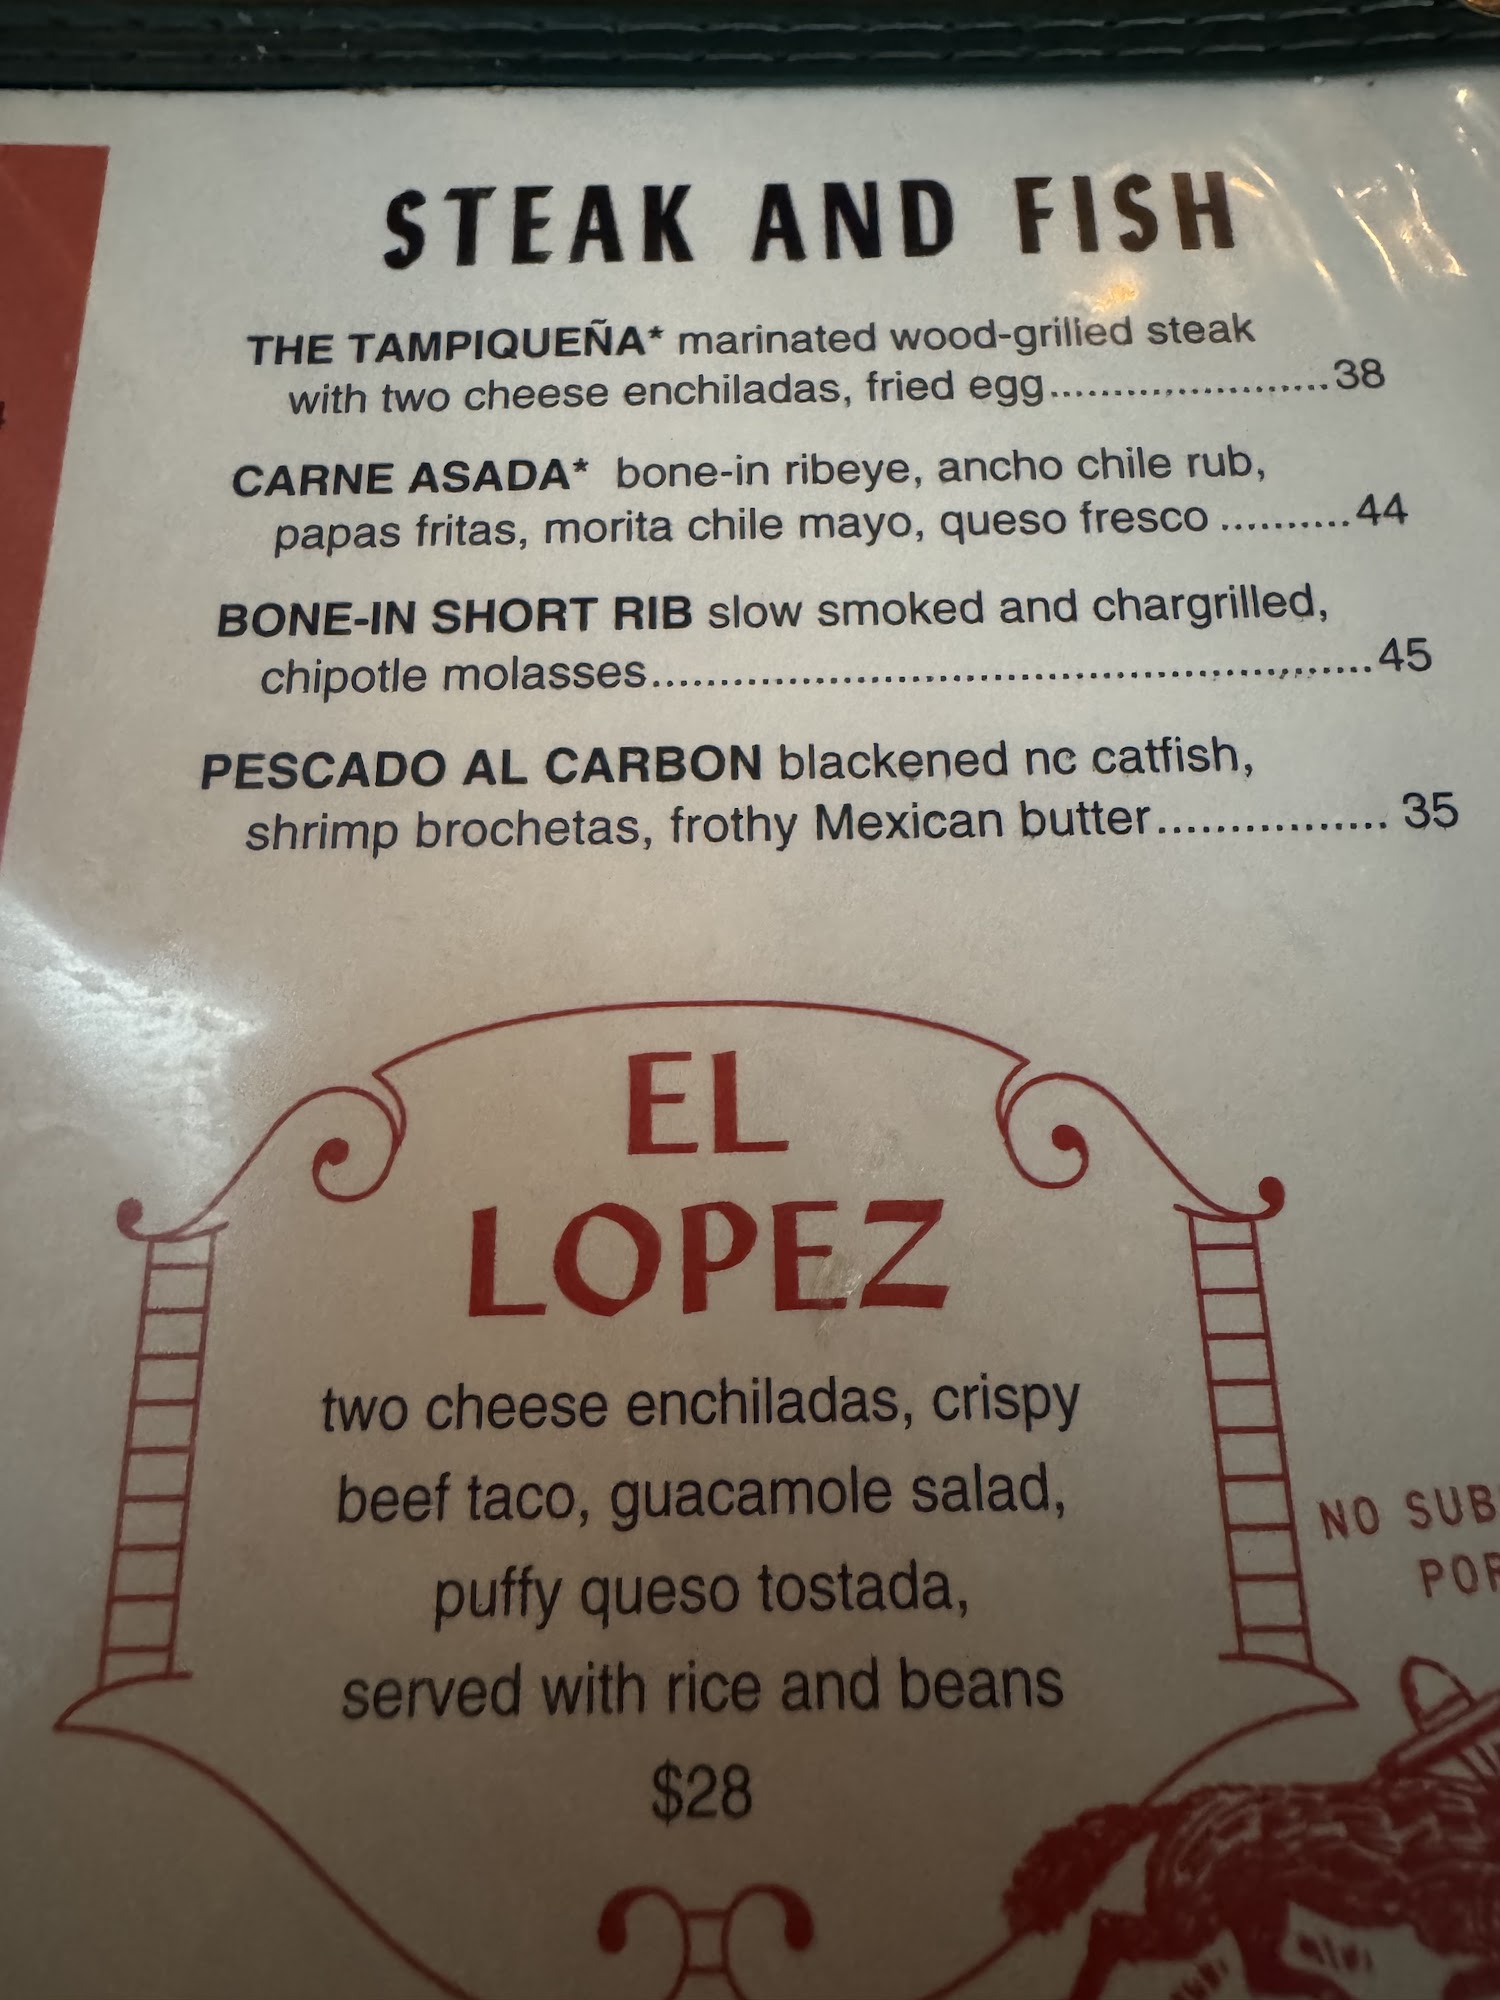 STEAK AND FISH
THE TAMPIQUEÑA* marinated wood-grilled steak
with two cheese enchiladas, fried egg......................38
CARNE ASADA* bone-in ribeye, ancho chile rub,
papas fritas, morita chile mayo, queso fresco ..........44
BONE-IN SHORT RIB slow smoked and chargrilled,
chipotle molasses.....................................................45
PESCADO AL CARBON blackened nc catfish,
shrimp brochetas, frothy Mexican butter................ 35
EL
LOPEZ
two cheese enchiladas, crispy
beef taco, guacamole salad,
puffy queso tostada,
served with rice and beans
$28
NO SUB